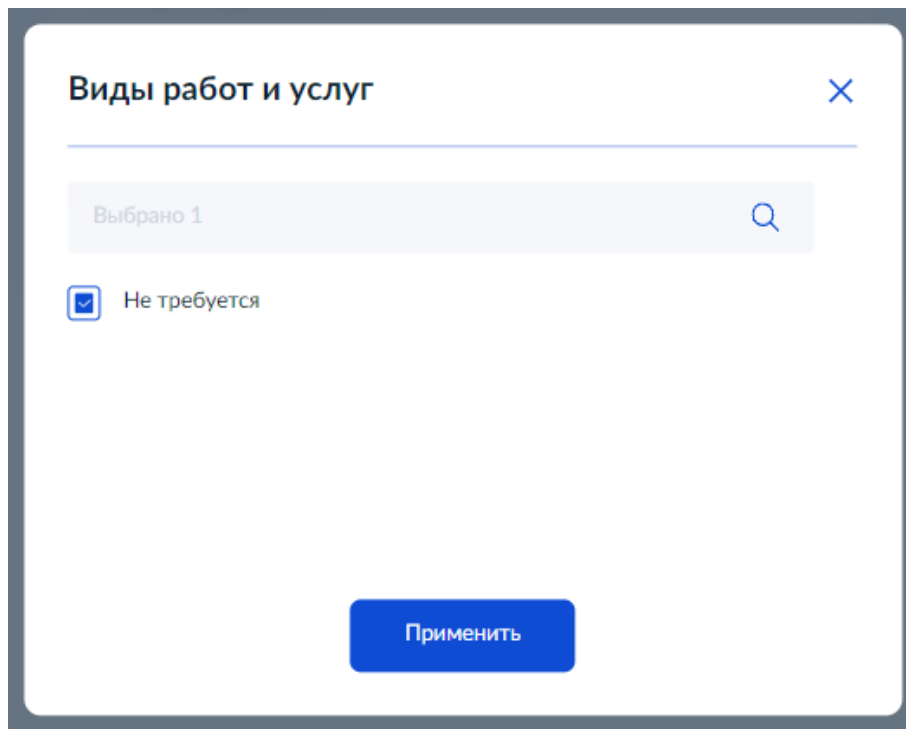 Виды работ и услуг
Выбрано 1
Не требуется
Применить